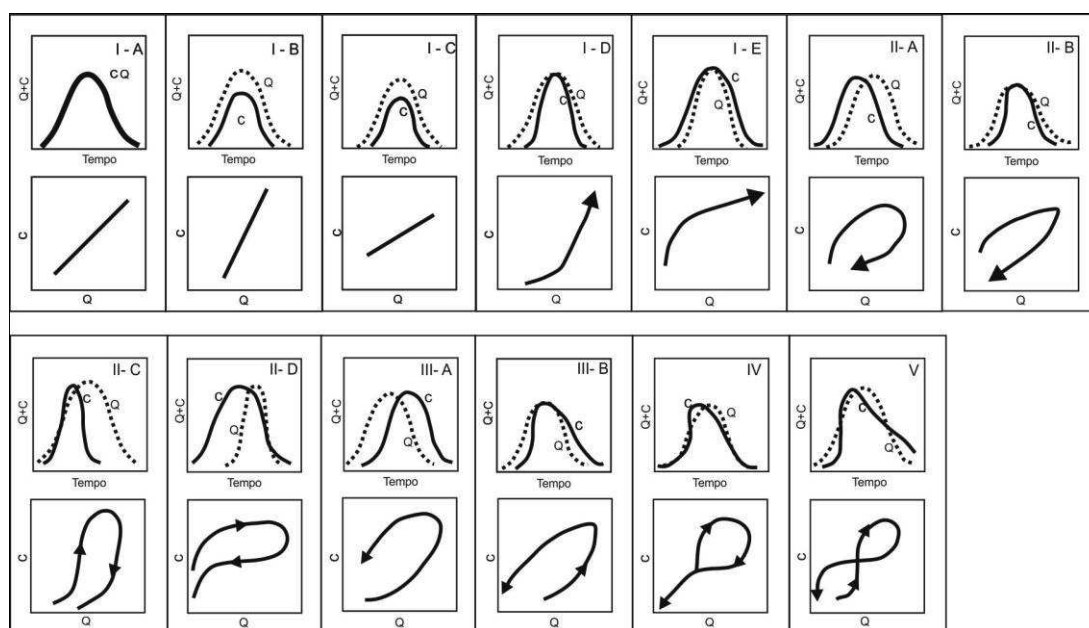 I - A
Q+C
CQ
Tempo
C
Q
I - B
Q+C
Q
C
Tempo
C
Q
I - C
Q+C
Q
C
Tempo
C
Q
I - D
Q+C
C
Q
Tempo
C
Q
I - E
Q+C
C
Q
Tempo
C
Q
II- A
Q+C
C
Q
Tempo
C
Q
II- B
Q+C
Q
C
Tempo
C
Q
II- C
Q+C
C
Q
Tempo
C
Q
II- D
Q+C
C
Q
Tempo
C
Q
III- A
Q+C
C
Q
Tempo
C
Q
III- B
Q+C
C
Q
Tempo
C
Q
IV
Q+C
C
Q
Tempo
C
Q
V
Q+C
C
Q
Tempo
C
Q